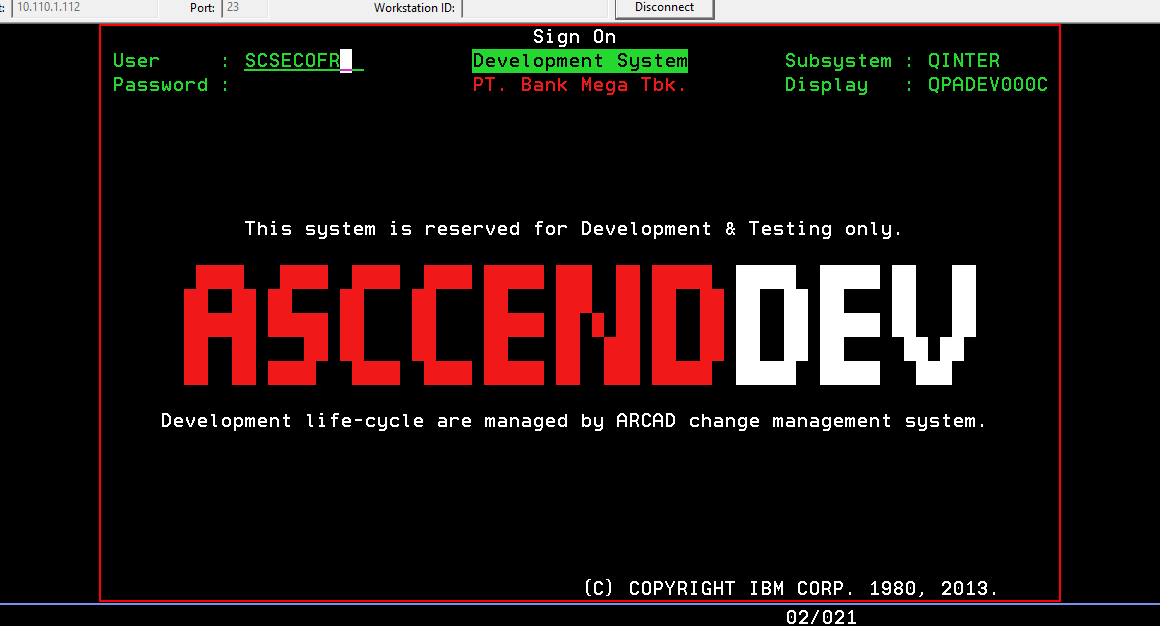 : 10.110.1.112 Port: 23 Workstation ID: Disconnect
Sign On
User : SCSECOFR Development System Subsystem : QINTER
Password : PT. Bank Mega Tbk. Display : QPADEV000C
This system is reserved for Development & Testing only.
ASCCENDDEV
Development life-cycle are managed by ARCAD change management system.
(C) COPYRIGHT IBM CORP. 1980, 2013.
02/021